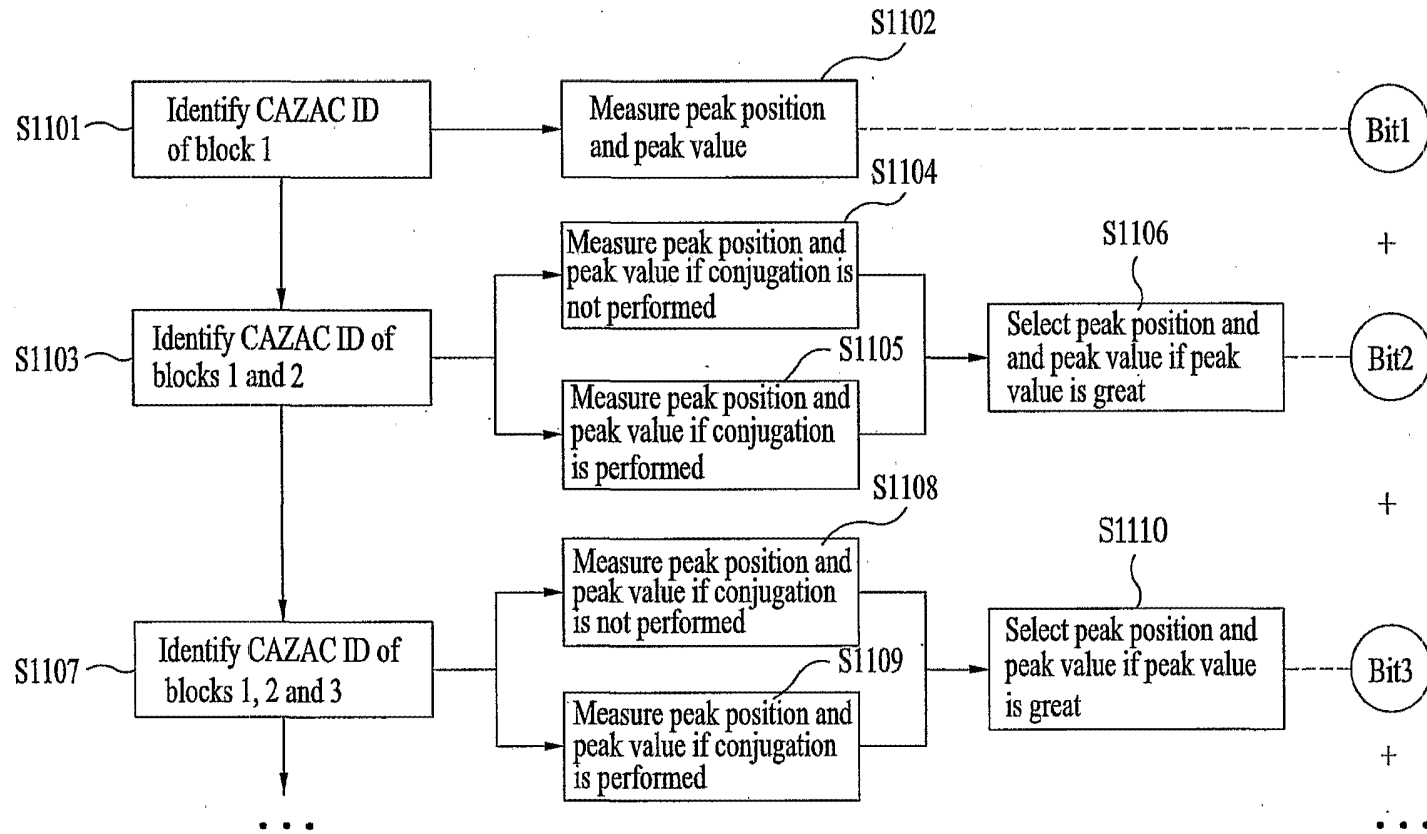 S1102
S1101
Identify CAZAC ID
of block 1
Measure peak position
and peak value
Bit1
S1104
Measure peak position and
peak value if conjugation is
not performed
S1106
+
S1103
Identify CAZAC ID of
blocks 1 and 2
S1105
Measure peak position and
peak value if conjugation
is performed
Select peak position and
and peak value if peak
value is great
Bit2
S1108
+
Measure peak position and
peak value if conjugation
is not performed
S1110
S1107
Identify CAZAC ID of
blocks 1, 2 and 3
S1109
Measure peak position and
peak value if conjugation
is performed
Select peak position and
peak value if peak value
is great
Bit3
+
...
...